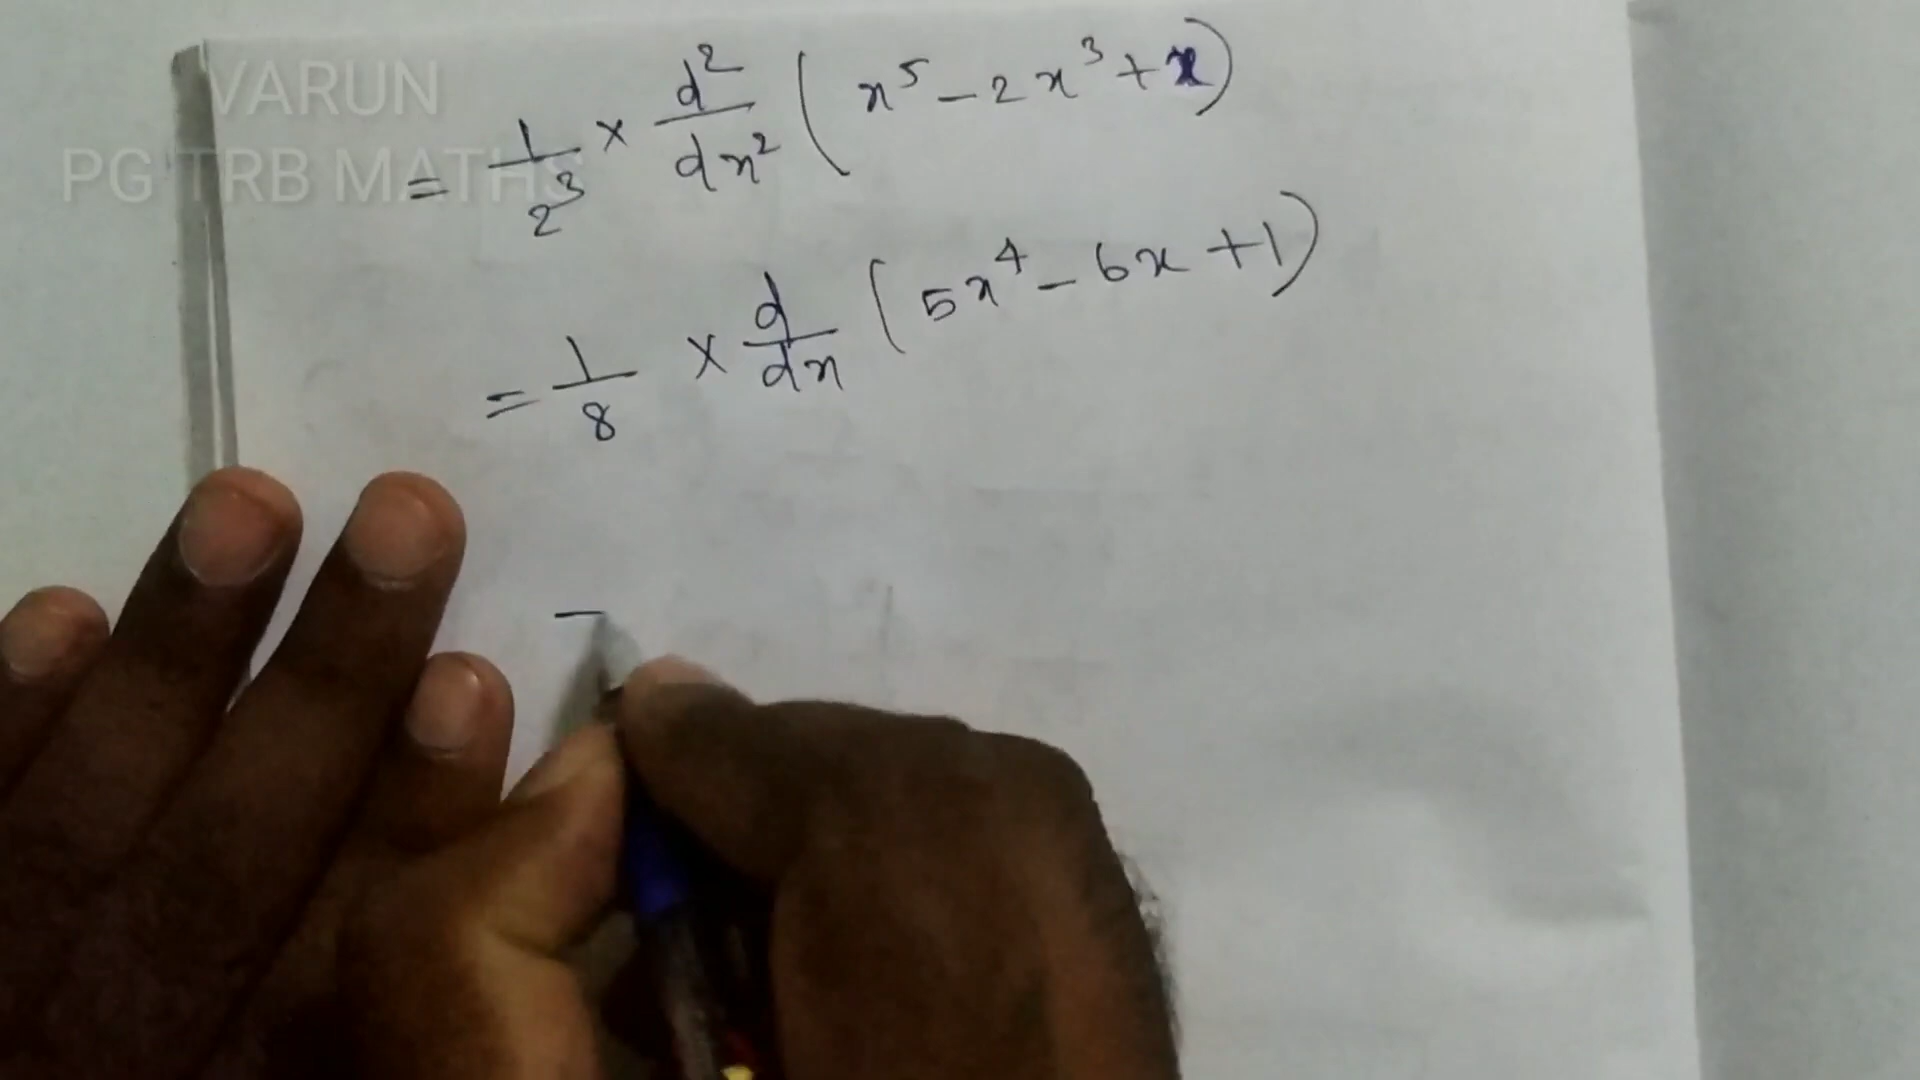 VARUN
PG TRB MATHS
= 1/2³ × d²/dx² (x⁵ - 2x³ + x)
= 1/8 × d/dx (5x⁴ - 6x + 1)